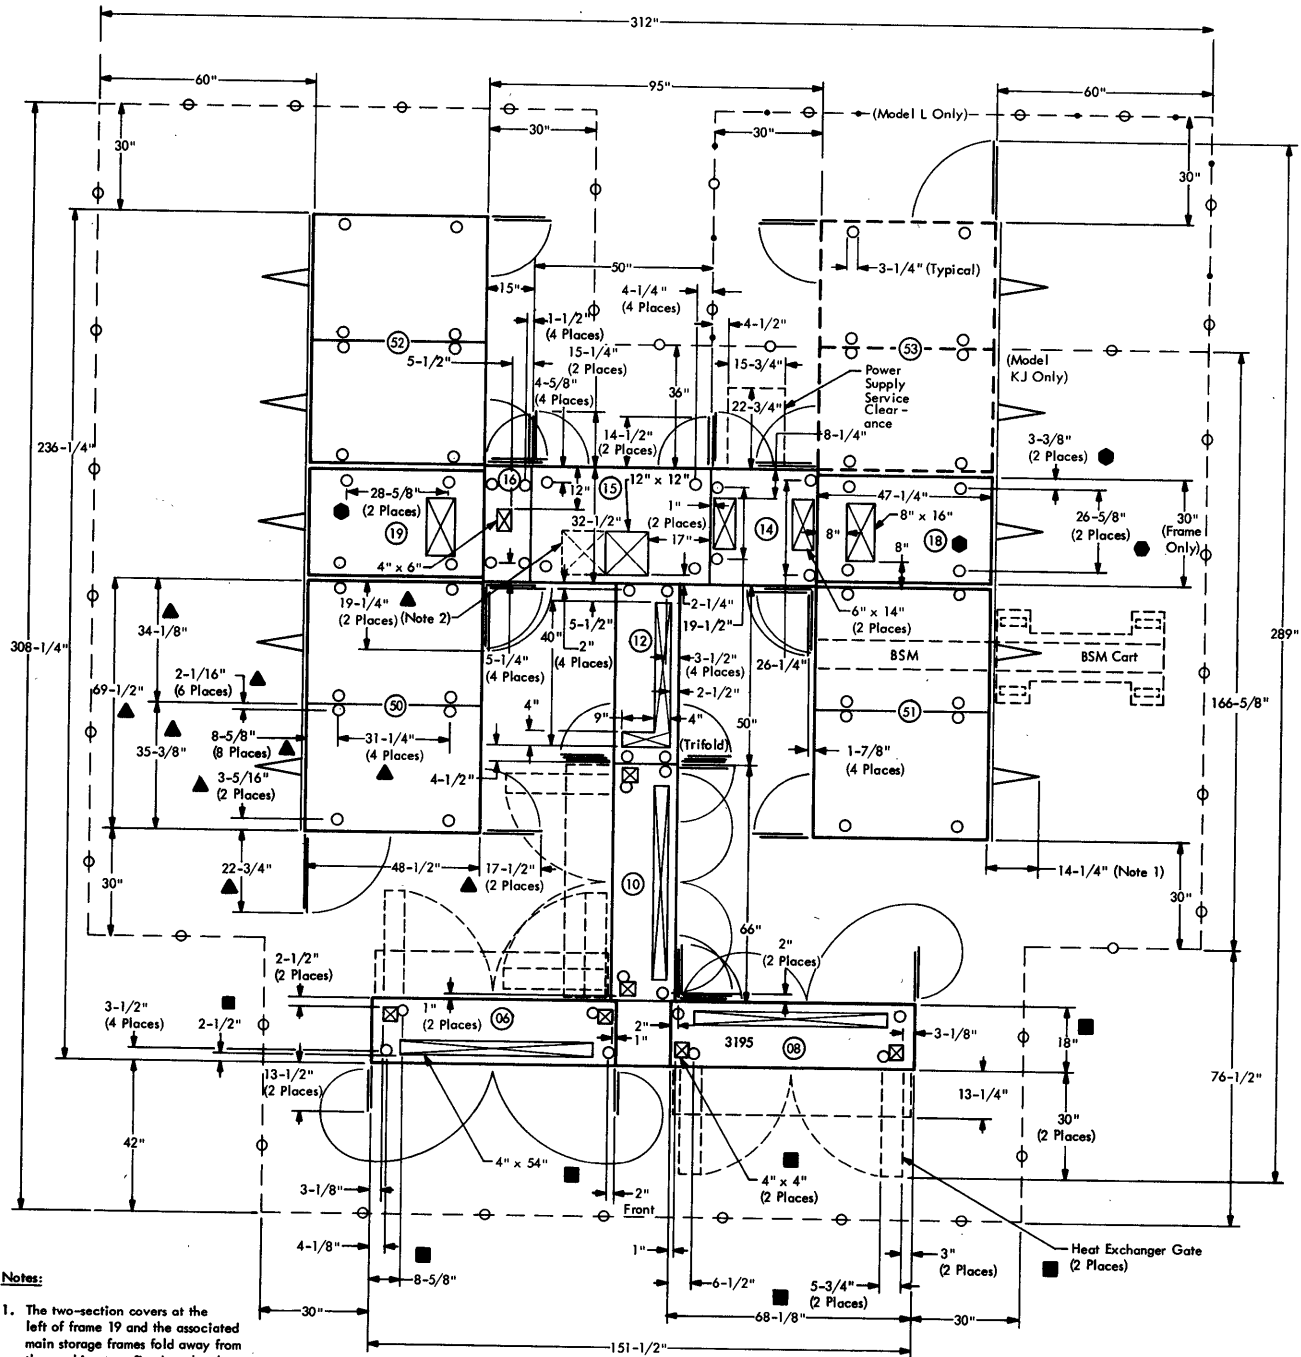 312"
60"
95"
60"
30"
30"
(Model L Only)
30"
30"
50"
15"
4-1/4"
(4 Places)
3-1/4" (Typical)
1-1/2"
(4 Places)
4-1/2"
52
5-1/2"
15-1/4"
(2 Places)
15-3/4"
53
(Model
KJ Only)
4-5/8"
(4 Places)
36"
22-3/4"
Power
Supply
Service
Clear-
ance
236-1/4"
14-1/2"
(2 Places)
8-1/4"
3-3/8"
(2 Places)
16
12"
15
12" x 12"
28-5/8"
(2 Places)
19
32-1/2"
1"
(2 Places)
17"
14
47-1/4"
8" x 16"
8"
18
8"
26-5/8"
(2 Places)
30"
(Frame
Only)
4" x 6"
19-1/4"
(2 Places)
(Note 2)
5-1/2"
2-1/4"
19-1/2"
6" x 14"
(2 Places)
34-1/8"
40"
12
2"
(4 Places)
5-1/4"
(4 Places)
3-1/2"
(4 Places)
26-1/4"
BSM
BSM Cart
289"
308-1/4"
2-1/16"
(6 Places)
69-1/2"
50
4"
9"
4"
2-1/2"
50"
51
166-5/8"
8-5/8"
(8 Places)
31-1/4"
(4 Places)
(Trifold)
1-7/8"
(4 Places)
35-3/8"
3-5/16"
(2 Places)
4-1/2"
22-3/4"
48-1/2"
17-1/2"
(2 Places)
10
14-1/4" (Note 1)
30"
30"
66"
2-1/2"
(2 Places)
2"
(2 Places)
3-1/2"
(4 Places)
2-1/2"
1"
(2 Places)
06
2"
1"
3195
08
3-1/8"
18"
13-1/2"
(2 Places)
13-1/4"
76-1/2"
42"
30"
(2 Places)
4" x 54"
4" x 4"
(2 Places)
3-1/8"
2"
Front
4-1/8"
1"
3"
(2 Places)
Heat Exchanger Gate
(2 Places)
8-5/8"
6-1/2"
5-3/4"
(2 Places)
30"
68-1/8"
30"
151-1/2"
Notes:
1. The two-section covers at the
left of frame 19 and the associated
main storage frames fold away from